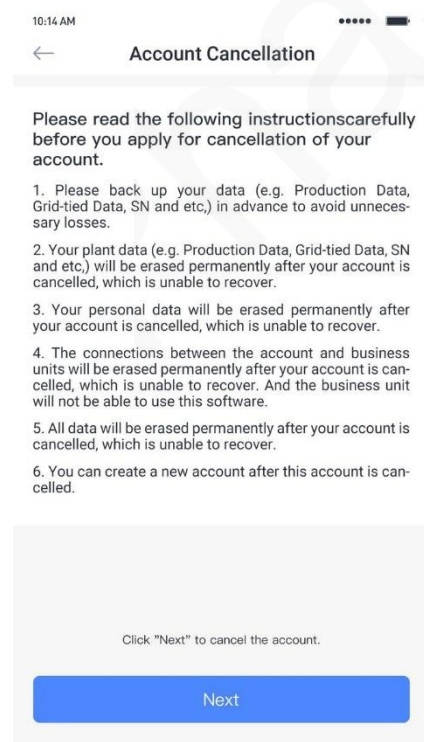 10:14 AM
Account Cancellation
Please read the following instructionscarefully
before you apply for cancellation of your
account.
1. Please back up your data (e.g. Production Data,
Grid-tied Data, SN and etc,) in advance to avoid unneces-
sary losses.
2. Your plant data (e.g. Production Data, Grid-tied Data, SN
and etc,) will be erased permanently after your account is
cancelled, which is unable to recover.
3. Your personal data will be erased permanently after
your account is cancelled, which is unable to recover.
4. The connections between the account and business
units will be erased permanently after your account is can-
celled, which is unable to recover. And the business unit
will not be able to use this software.
5. All data will be erased permanently after your account is
cancelled, which is unable to recover.
6. You can create a new account after this account is can-
celled.
Click "Next" to cancel the account.
Next